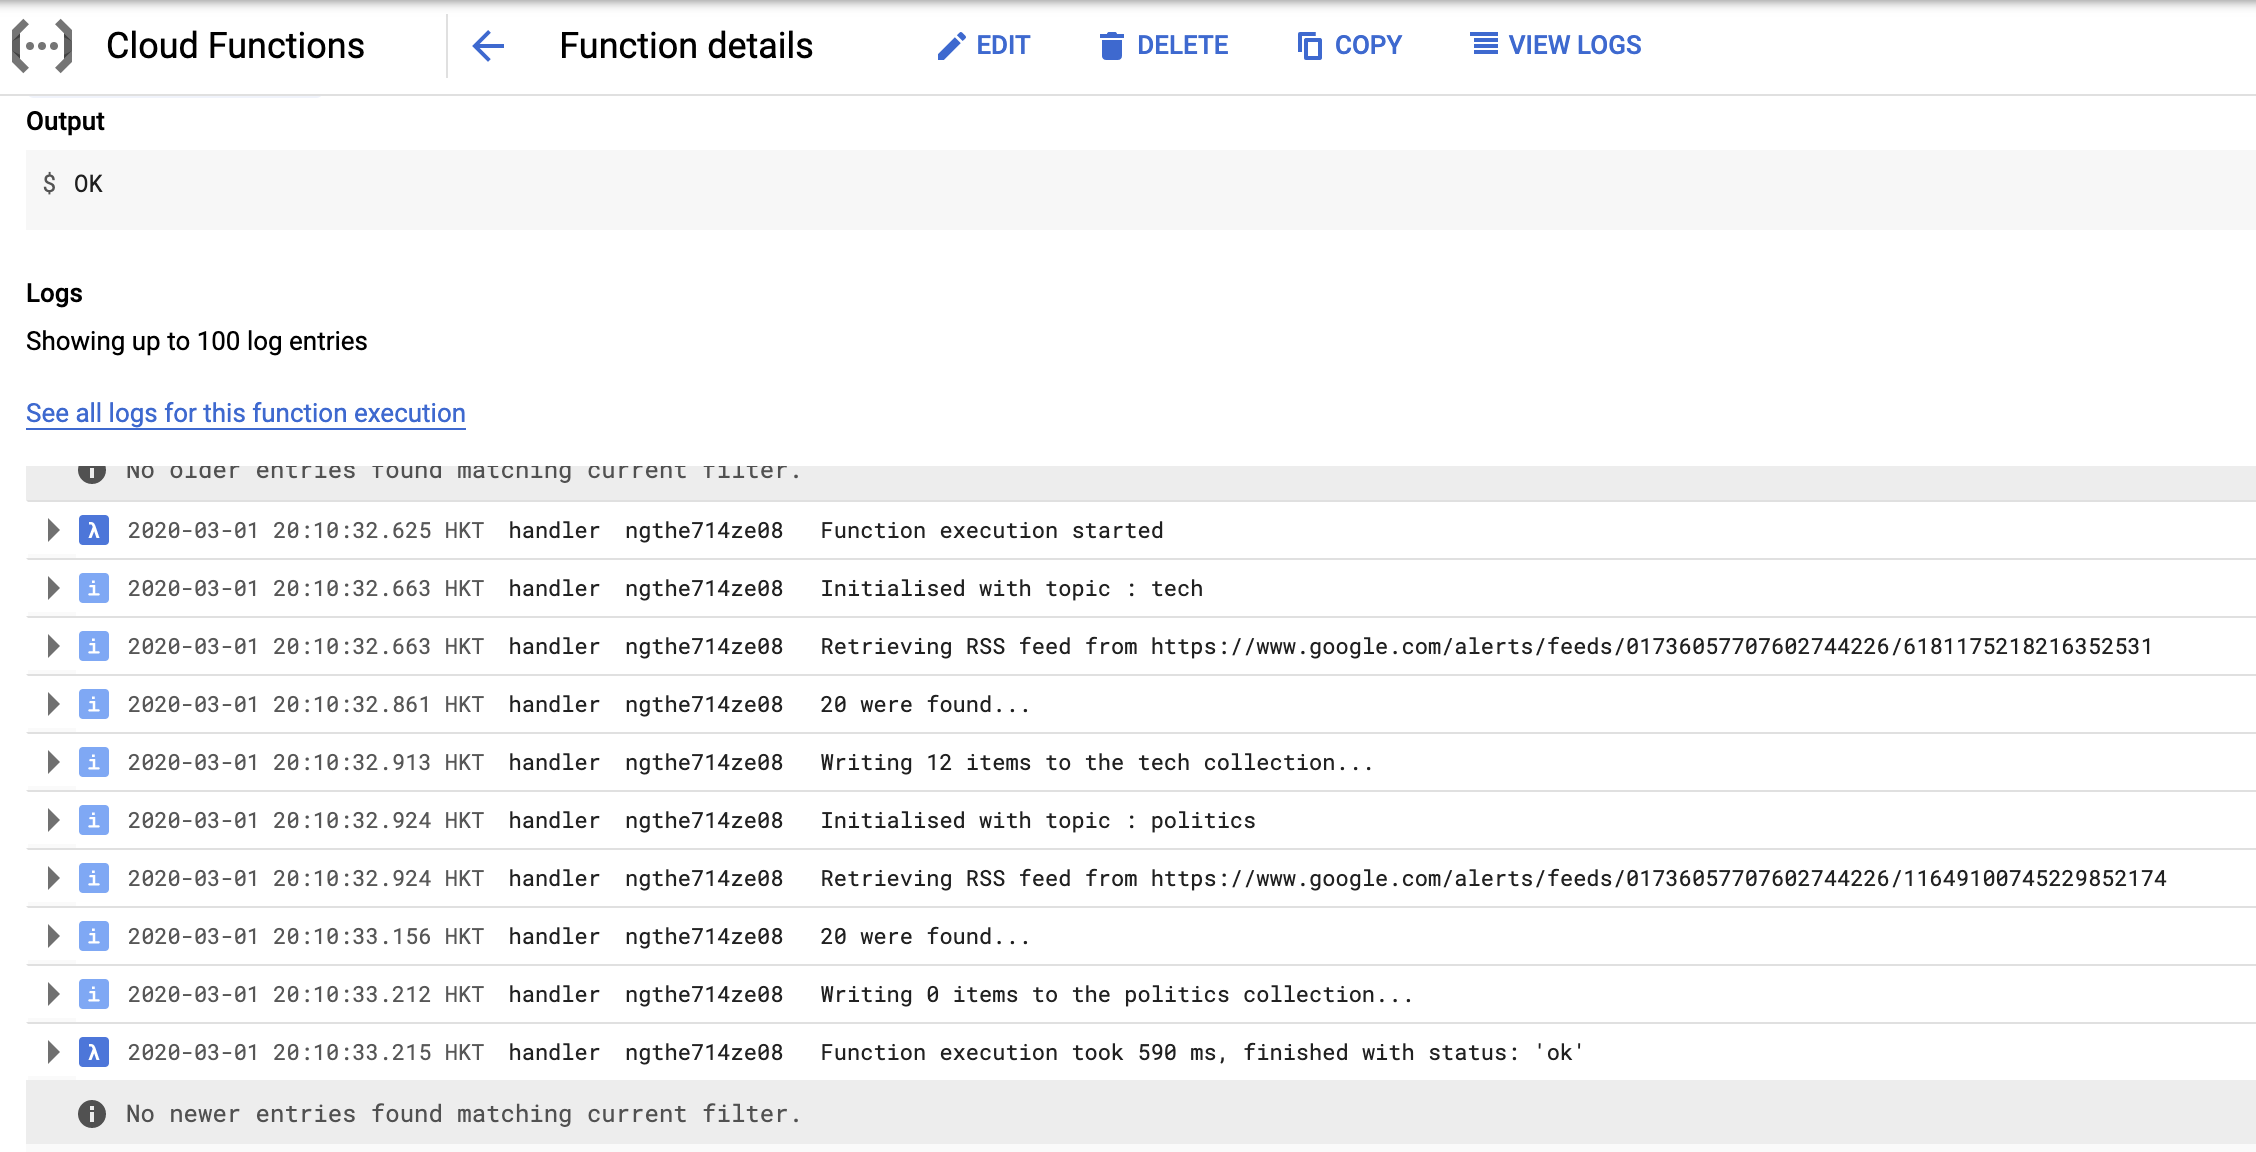 Cloud Functions
Function details
EDIT
DELETE
COPY
VIEW LOGS
Output
$ OK
Logs
Showing up to 100 log entries
See all logs for this function execution
No older entries found matching current filter.
λ 2020-03-01 20:10:32.625 HKT handler ngthe714ze08 Function execution started
i 2020-03-01 20:10:32.663 HKT handler ngthe714ze08 Initialised with topic : tech
i 2020-03-01 20:10:32.663 HKT handler ngthe714ze08 Retrieving RSS feed from https://www.google.com/alerts/feeds/01736057707602744226/6181175218216352531
i 2020-03-01 20:10:32.861 HKT handler ngthe714ze08 20 were found...
i 2020-03-01 20:10:32.913 HKT handler ngthe714ze08 Writing 12 items to the tech collection...
i 2020-03-01 20:10:32.924 HKT handler ngthe714ze08 Initialised with topic : politics
i 2020-03-01 20:10:32.924 HKT handler ngthe714ze08 Retrieving RSS feed from https://www.google.com/alerts/feeds/01736057707602744226/11649100745229852174
i 2020-03-01 20:10:33.156 HKT handler ngthe714ze08 20 were found...
i 2020-03-01 20:10:33.212 HKT handler ngthe714ze08 Writing 0 items to the politics collection...
λ 2020-03-01 20:10:33.215 HKT handler ngthe714ze08 Function execution took 590 ms, finished with status: 'ok'
No newer entries found matching current filter.